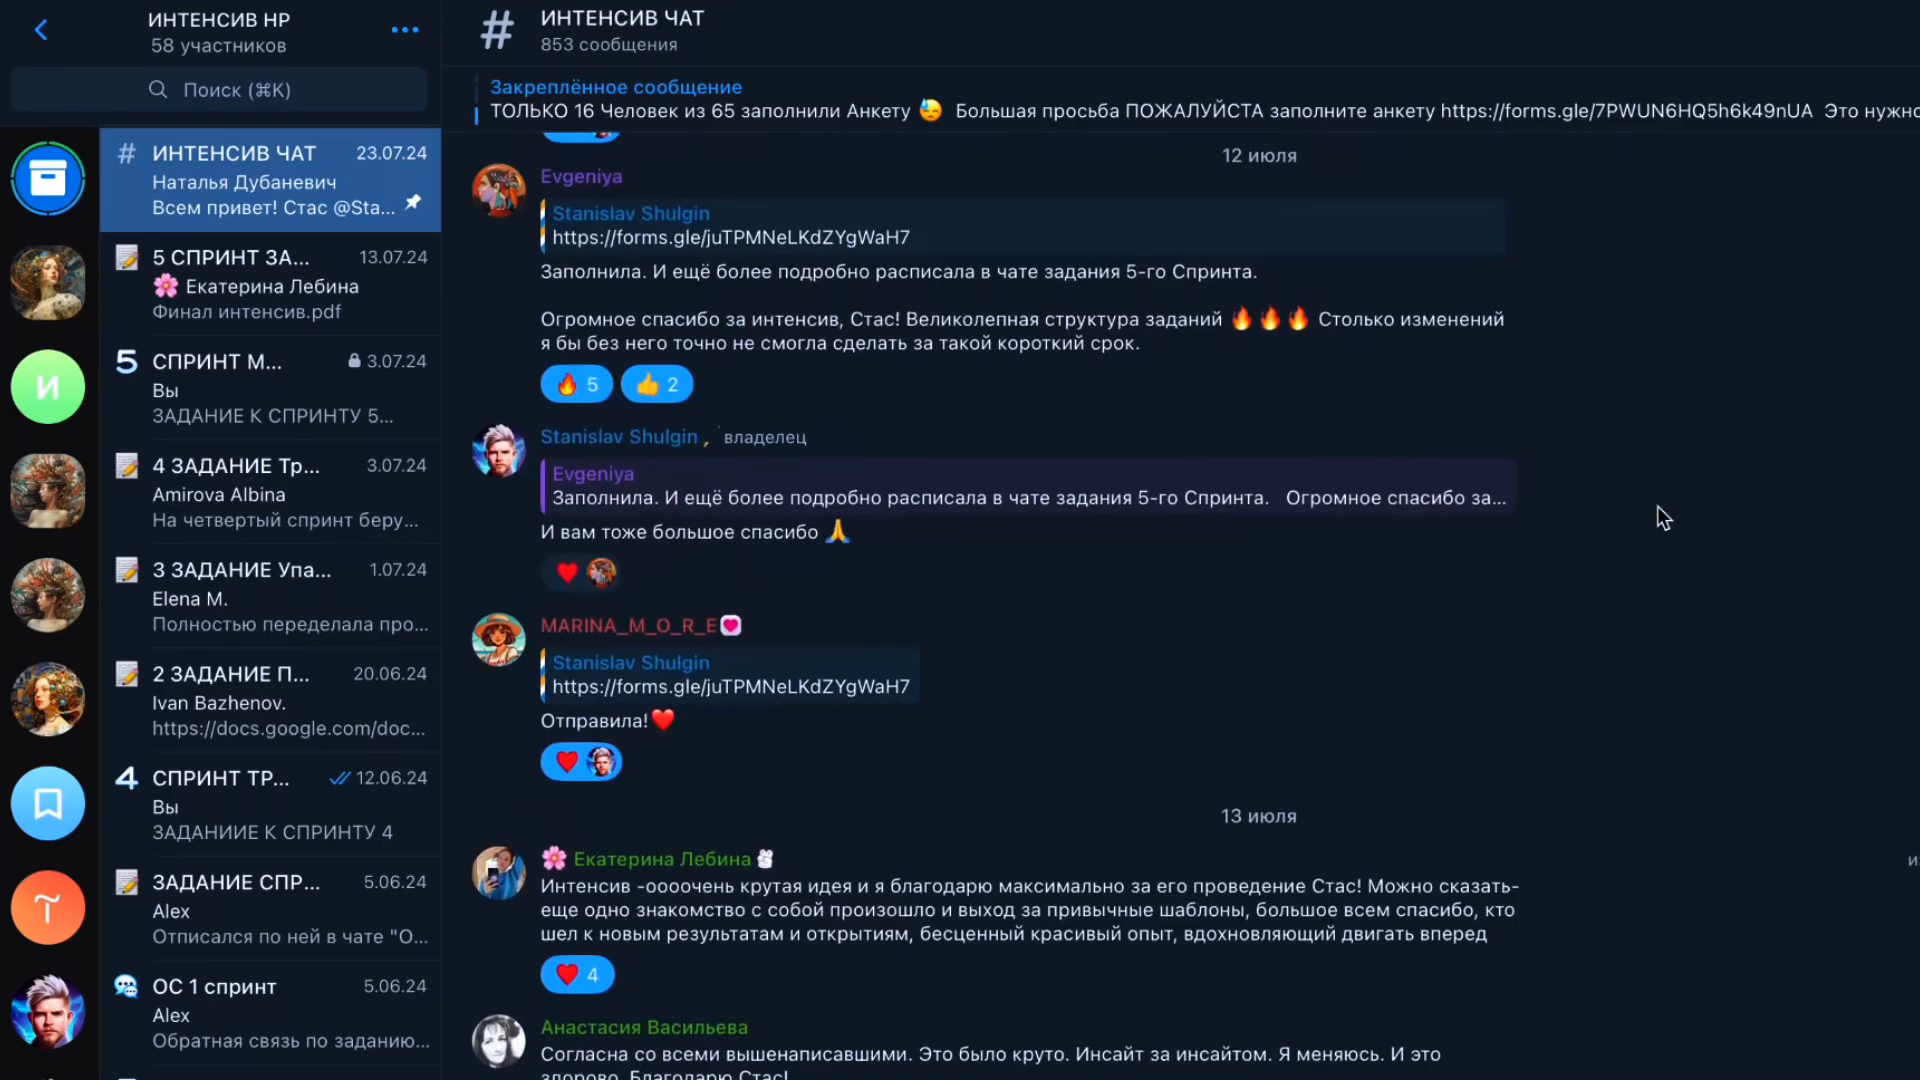 ИНТЕНСИВ HP
58 участников
Поиск (⌘K)
ИНТЕНСИВ ЧАТ 23.07.24
Наталья Дубаневич
Всем привет! Стас @Sta...
5 СПРИНТ ЗА... 13.07.24
🌸 Екатерина Лебина
Финал интенсив.pdf
5 СПРИНТ М... 3.07.24
Вы
ЗАДАНИЕ К СПРИНТУ 5...
4 ЗАДАНИЕ Тр... 3.07.24
Amirova Albina
На четвертый спринт беру...
3 ЗАДАНИЕ Упа... 1.07.24
Elena M.
Полностью переделала про...
2 ЗАДАНИЕ П... 20.06.24
Ivan Bazhenov.
https://docs.google.com/doc...
4 СПРИНТ ТР... 12.06.24
Вы
ЗАДАНИИЕ К СПРИНТУ 4
ЗАДАНИЕ СПР... 5.06.24
Alex
Отписался по ней в чате "О...
ОС 1 спринт 5.06.24
Alex
Обратная связь по заданию...
И
Т
# ИНТЕНСИВ ЧАТ
853 сообщения
Закреплённое сообщение
ТОЛЬКО 16 Человек из 65 заполнили Анкету 😓 Большая просьба ПОЖАЛУЙСТА заполните анкету https://forms.gle/7PWUN6HQ5h6k49nUA Это нужно
12 июля
Evgeniya
Stanislav Shulgin
https://forms.gle/juTPMNeLKdZYgWaH7
Заполнила. И ещё более подробно расписала в чате задания 5-го Спринта.
Огромное спасибо за интенсив, Стас! Великолепная структура заданий 🔥🔥🔥 Столько изменений
я бы без него точно не смогла сделать за такой короткий срок.
🔥 5 👍 2
Stanislav Shulgin владелец
Evgeniya
Заполнила. И ещё более подробно расписала в чате задания 5-го Спринта. Огромное спасибо за...
И вам тоже большое спасибо 🙏
MARINA_M_O_R_E
Stanislav Shulgin
https://forms.gle/juTPMNeLKdZYgWaH7
Отправила!❤️
13 июля
🌸 Екатерина Лебина
Интенсив -оооочень крутая идея и я благодарю максимально за его проведение Стас! Можно сказать-
еще одно знакомство с собой произошло и выход за привычные шаблоны, большое всем спасибо, кто
шел к новым результатам и открытиям, бесценный красивый опыт, вдохновляющий двигать вперед
❤️ 4
Анастасия Васильева
Согласна со всеми вышенаписавшими. Это было круто. Инсайт за инсайтом. Я меняюсь. И это
здорово. Благодарю Стас!